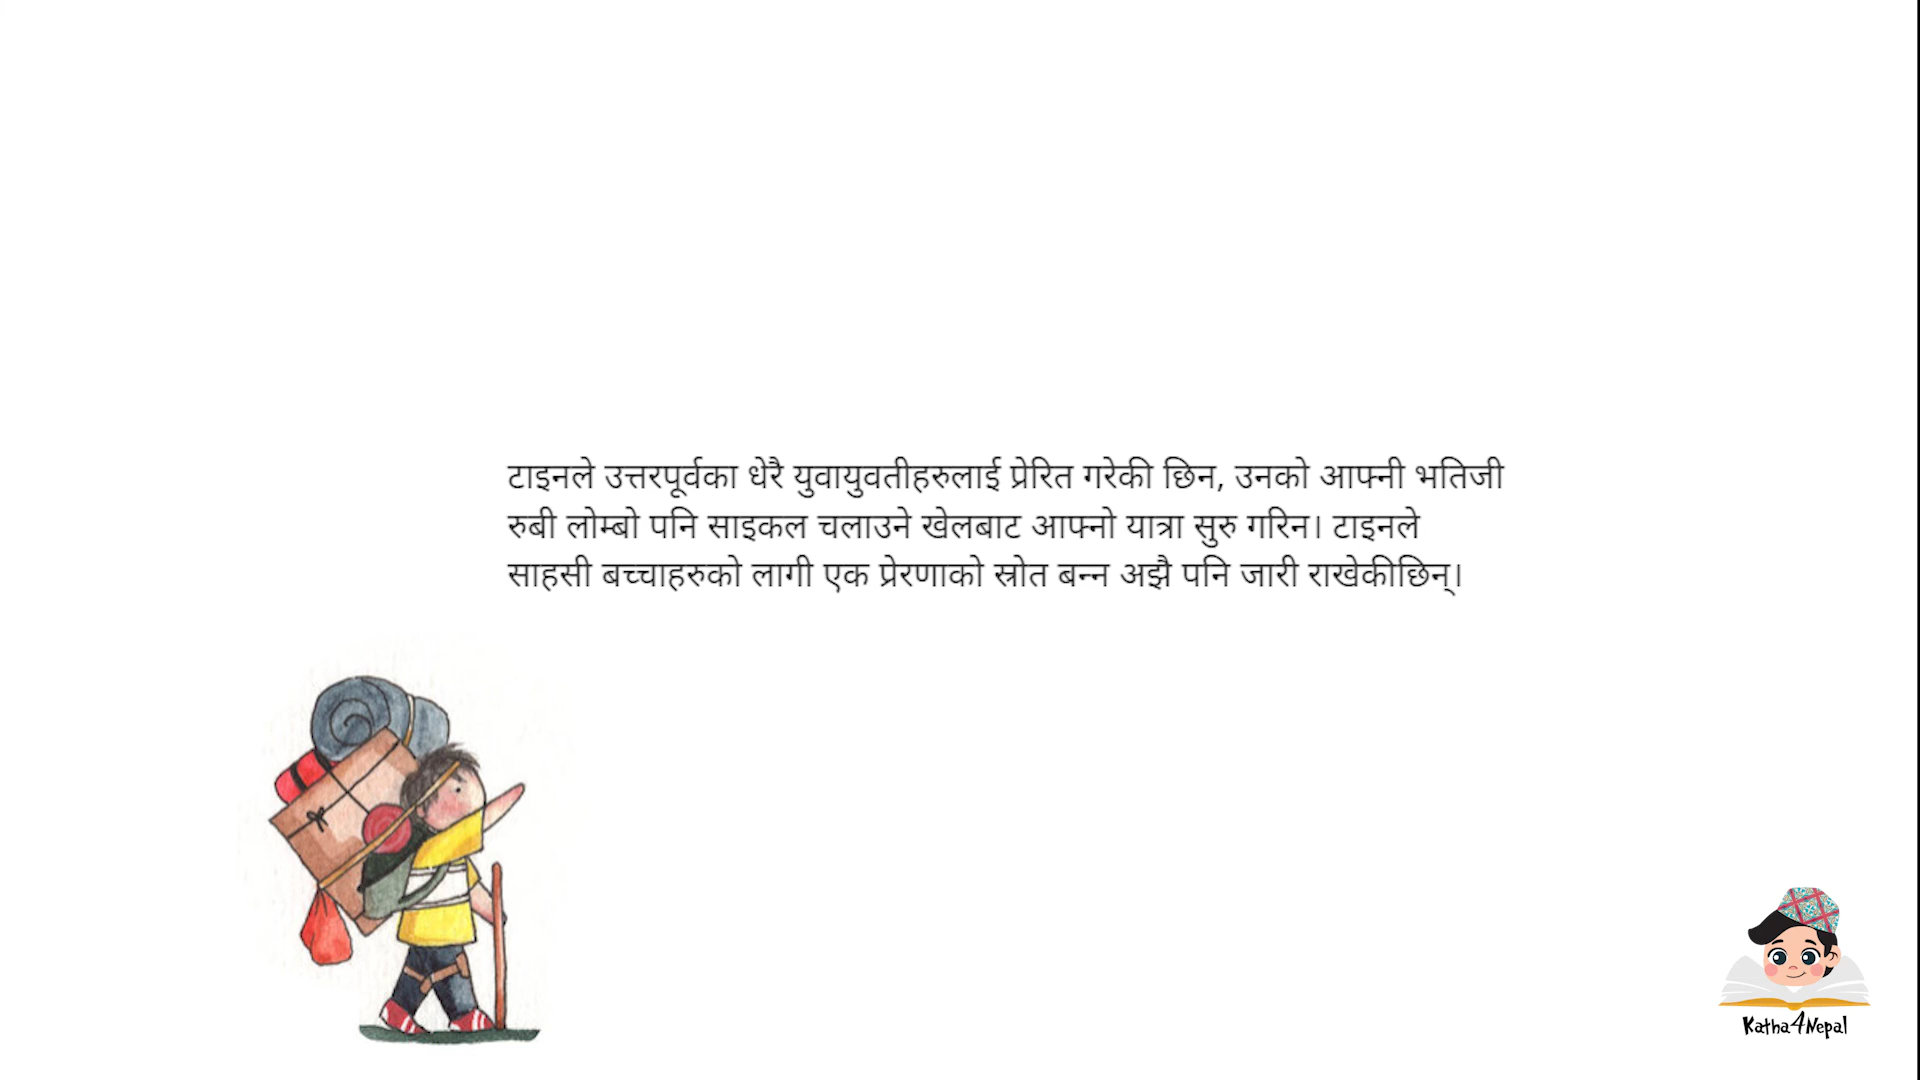 टाइनले उत्तरपूर्वका धेरै युवायुवतीहरुलाई प्रेरित गरेकी छिन, उनको आफ्नी भतिजी
रुबी लोम्बो पनि साइकल चलाउने खेलबाट आफ्नो यात्रा सुरु गरिन। टाइनले
साहसी बच्चाहरुको लागी एक प्रेरणाको स्रोत बन्न अझै पनि जारी राखेकीछिन्।
Katha4Nepal